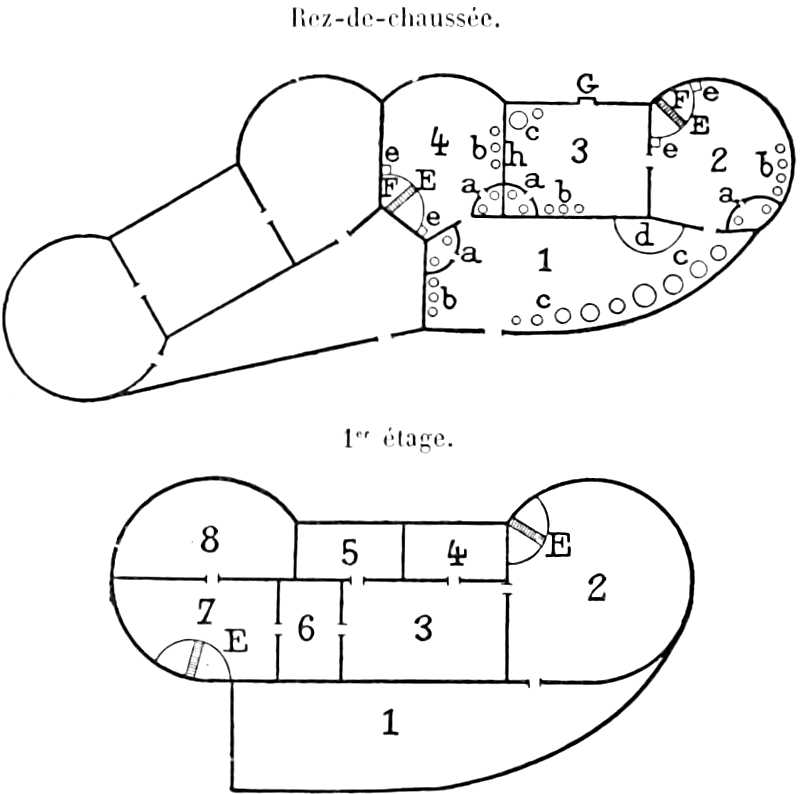 Rez-de-chaussée.
G
F e
E
e c
4 b h 3 e 2 b
F E a a b a
e d
a 1 c
b c
1er étage.
8 5 4 E
2
7 6 3
E
1